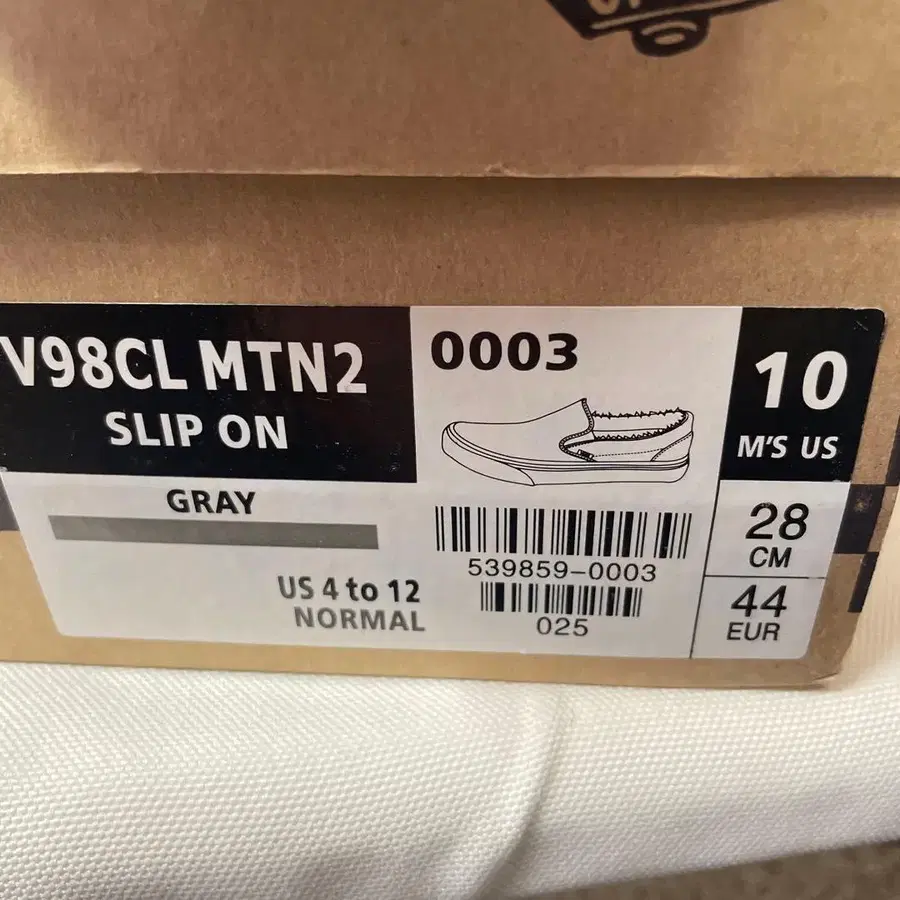 V98CL MTN2
SLIP ON
GRAY
US 4 to 12
NORMAL
0003
539859-0003
025
10
M'S US
28
CM
44
EUR